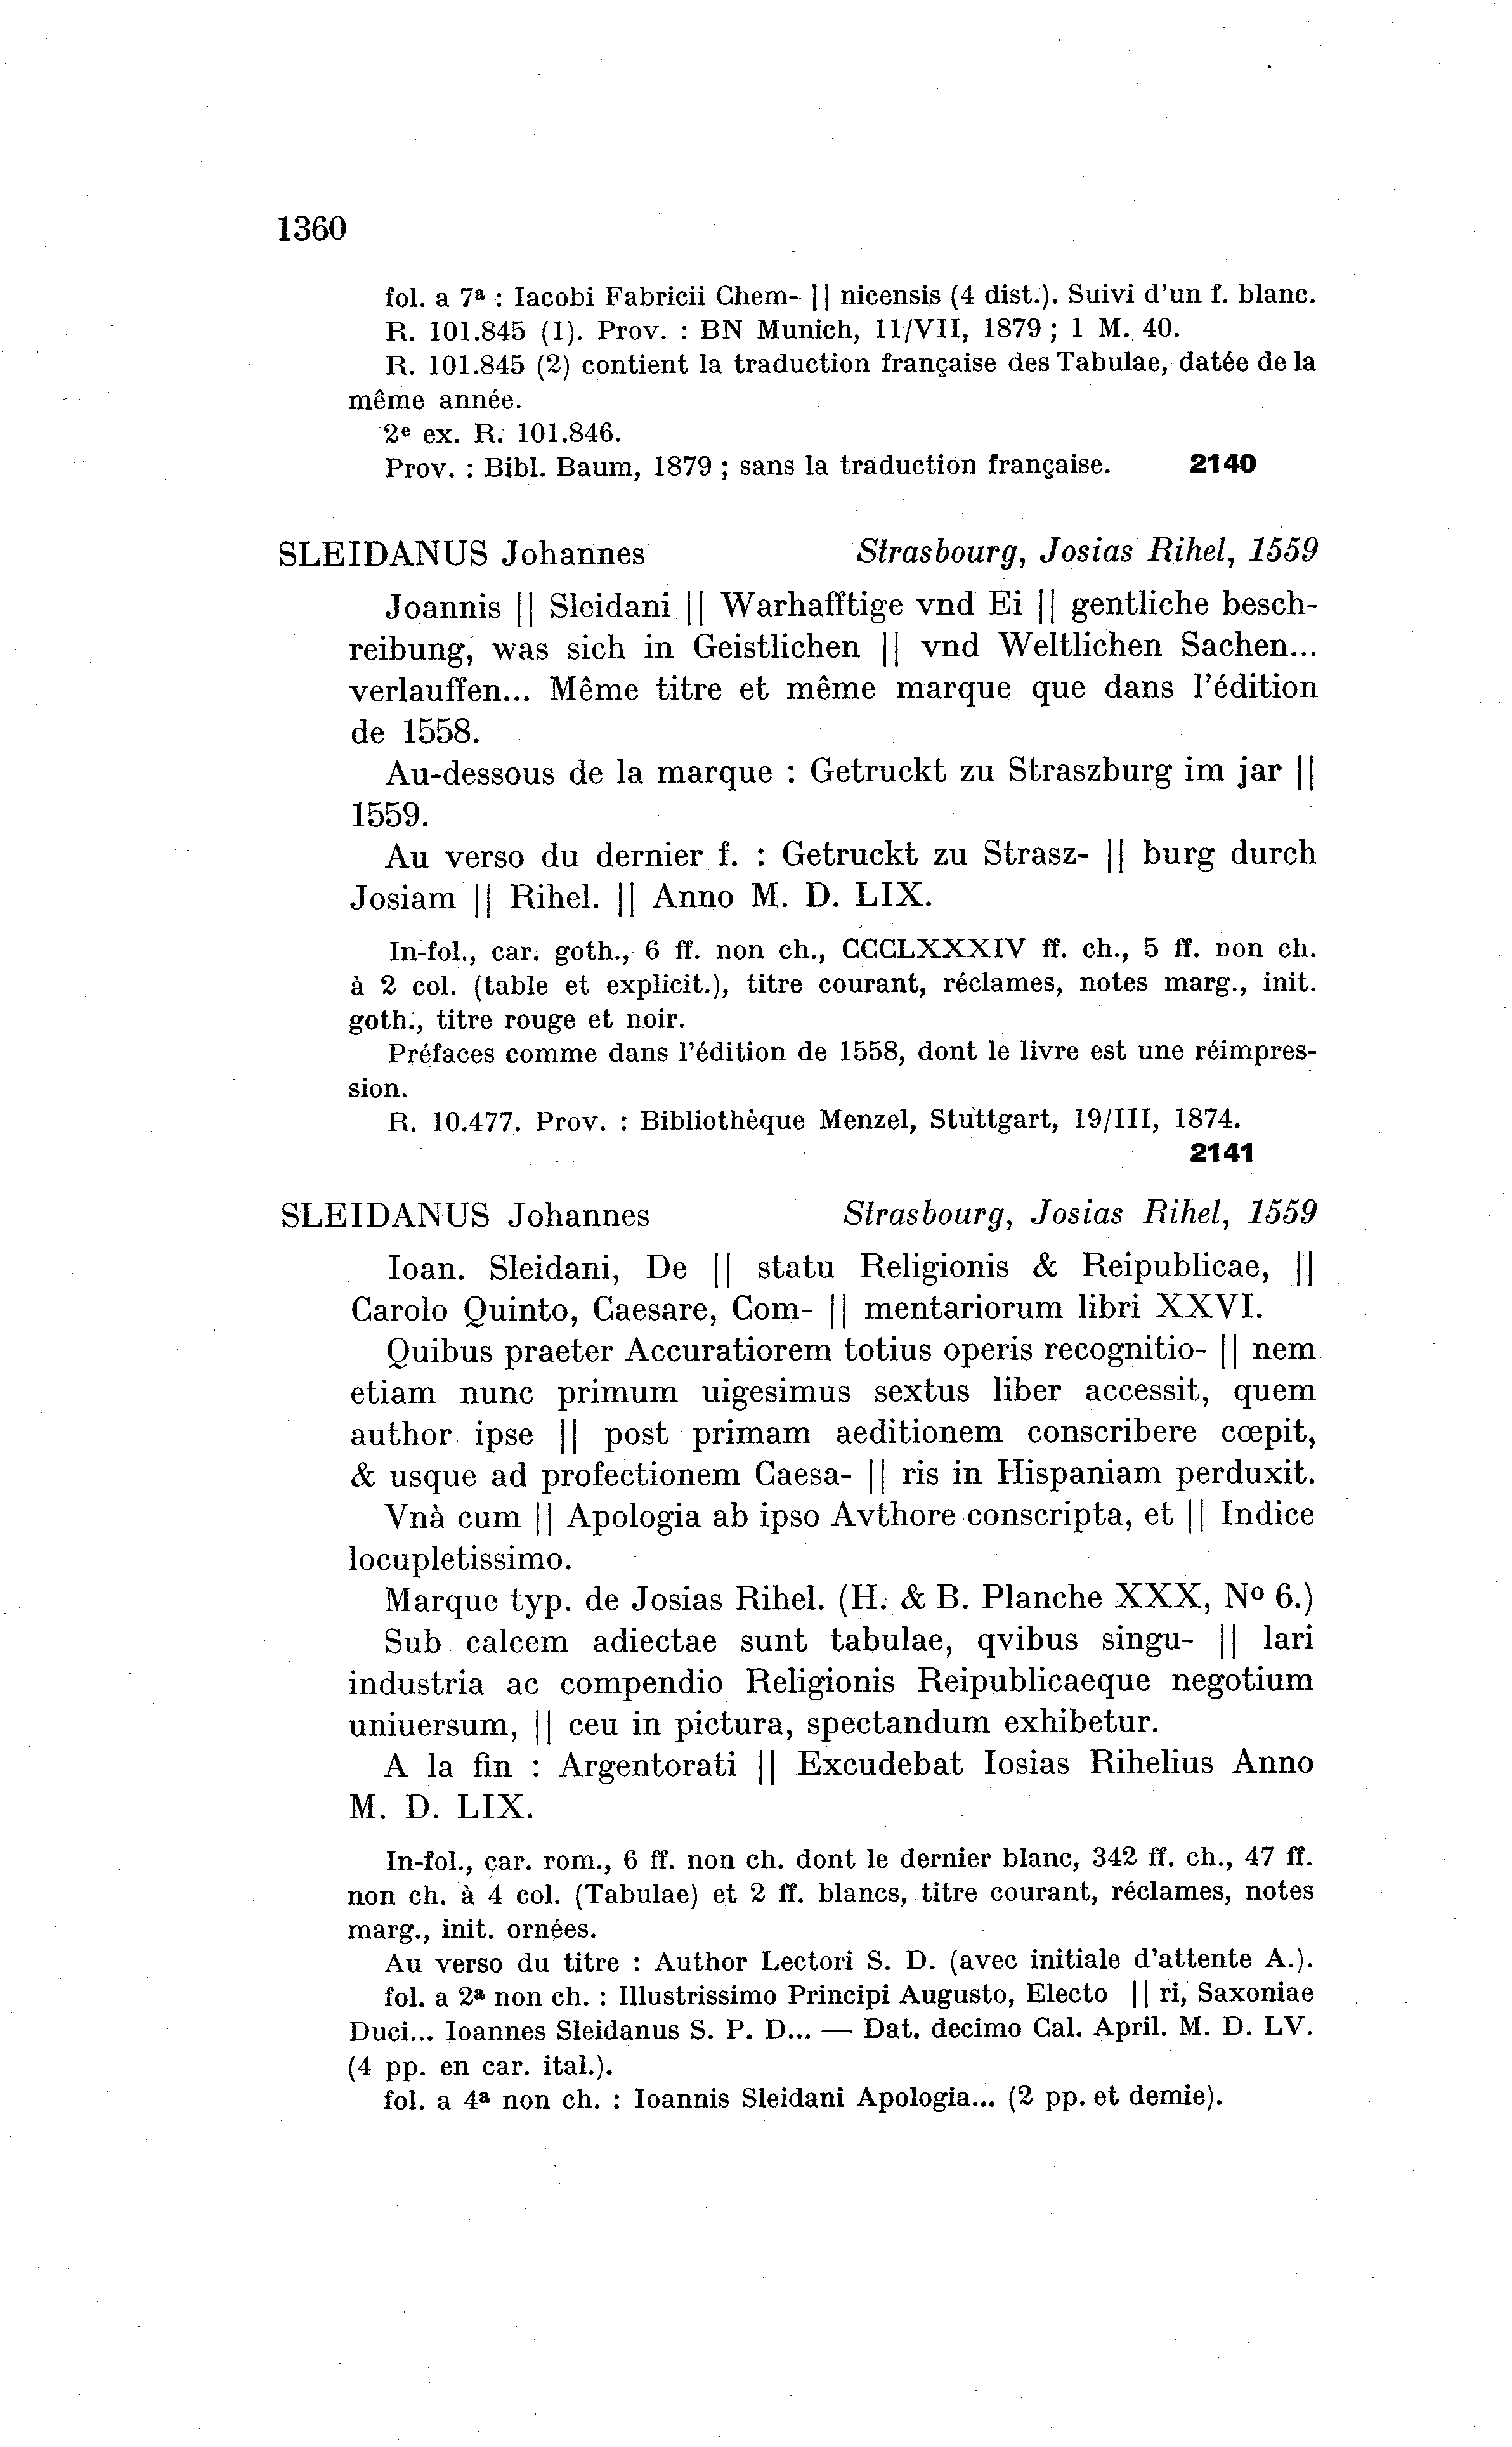 1360
fol. a 7ª : Iacobi Fabricii Chem- || nicensis (4 dist.). Suivi d'un f. blanc.
R. 101.845 (1). Prov. : BN Munich, 11/VII, 1879 ; 1 M. 40.
R. 101.845 (2) contient la traduction française des Tabulae, datée de la
même année.
2e ex. R. 101.846.
Prov. : Bibl. Baum, 1879 ; sans la traduction française. 2140
SLEIDANUS Johannes Strasbourg, Josias Rihel, 1559
Joannis || Sleidani || Warhafftige vnd Ei || gentliche besch-
reibung, was sich in Geistlichen || vnd Weltlichen Sachen...
verlauffen... Même titre et même marque que dans l'édition
de 1558.
Au-dessous de la marque : Getruckt zu Straszburg im jar ||
1559.
Au verso du dernier f. : Getruckt zu Strasz- || burg durch
Josiam || Rihel. || Anno M. D. LIX.
In-fol., car. goth., 6 ff. non ch., CCCLXXXIV ff. ch., 5 ff. non ch.
à 2 col. (table et explicit.), titre courant, réclames, notes marg., init.
goth., titre rouge et noir.
Préfaces comme dans l'édition de 1558, dont le livre est une réimpres-
sion.
R. 10.477. Prov. : Bibliothèque Menzel, Stuttgart, 19/III, 1874.
2141
SLEIDANUS Johannes Strasbourg, Josias Rihel, 1559
Ioan. Sleidani, De || statu Religionis & Reipublicae, ||
Carolo Quinto, Caesare, Com- || mentariorum libri XXVI.
Quibus praeter Accuratiorem totius operis recognitio- || nem
etiam nunc primum uigesimus sextus liber accessit, quem
author ipse || post primam aeditionem conscribere cœpit,
& usque ad profectionem Caesa- || ris in Hispaniam perduxit.
Vnà cum || Apologia ab ipso Avthore conscripta, et || Indice
locupletissimo.
Marque typ. de Josias Rihel. (H. & B. Planche XXX, No 6.)
Sub calcem adiectae sunt tabulae, qvibus singu- || lari
industria ac compendio Religionis Reipublicaeque negotium
uniuersum, || ceu in pictura, spectandum exhibetur.
A la fin : Argentorati || Excudebat Iosias Rihelius Anno
M. D. LIX.
In-fol., car. rom., 6 ff. non ch. dont le dernier blanc, 342 ff. ch., 47 ff.
non ch. à 4 col. (Tabulae) et 2 ff. blancs, titre courant, réclames, notes
marg., init. ornées.
Au verso du titre : Author Lectori S. D. (avec initiale d'attente A.).
fol. a 2ª non ch. : Illustrissimo Principi Augusto, Electo || ri, Saxoniae
Duci... Ioannes Sleidanus S. P. D... — Dat. decimo Cal. April. M. D. LV.
(4 pp. en car. ital.).
fol. a 4ª non ch. : Ioannis Sleidani Apologia... (2 pp. et demie).